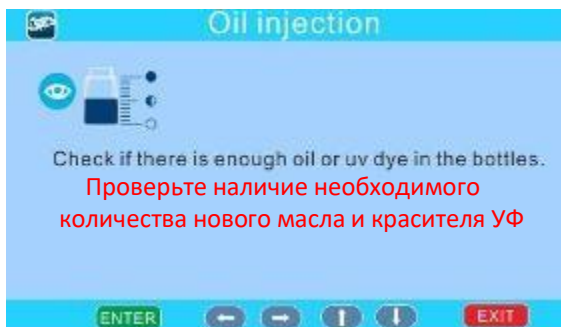 Oil injection
Check if there is enough oil or uv dye in the bottles.
Проверьте наличие необходимого
количества нового масла и красителя УФ
ENTER
EXIT